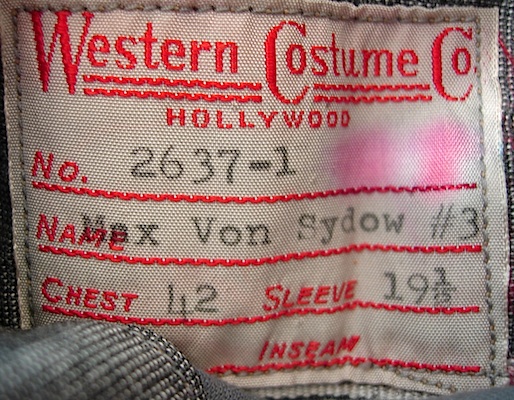 Western Costume Co.
HOLLYWOOD
No. 2637-1
NAME Max Von Sydow #3
CHEST 42 SLEEVE 19½
INSEAM